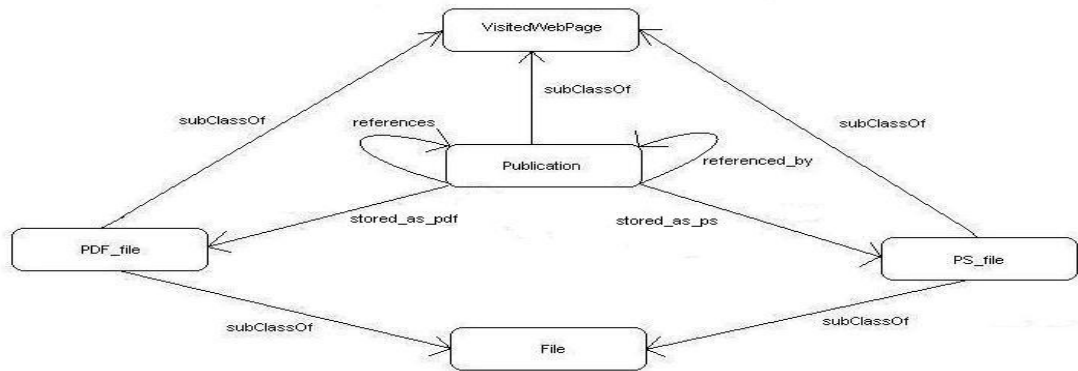 VisitedWebPage
subClassOf
subClassOf
subClassOf
references
Publication
referenced_by
stored_as_pdf
stored_as_ps
PDF_file
PS_file
subClassOf
subClassOf
File